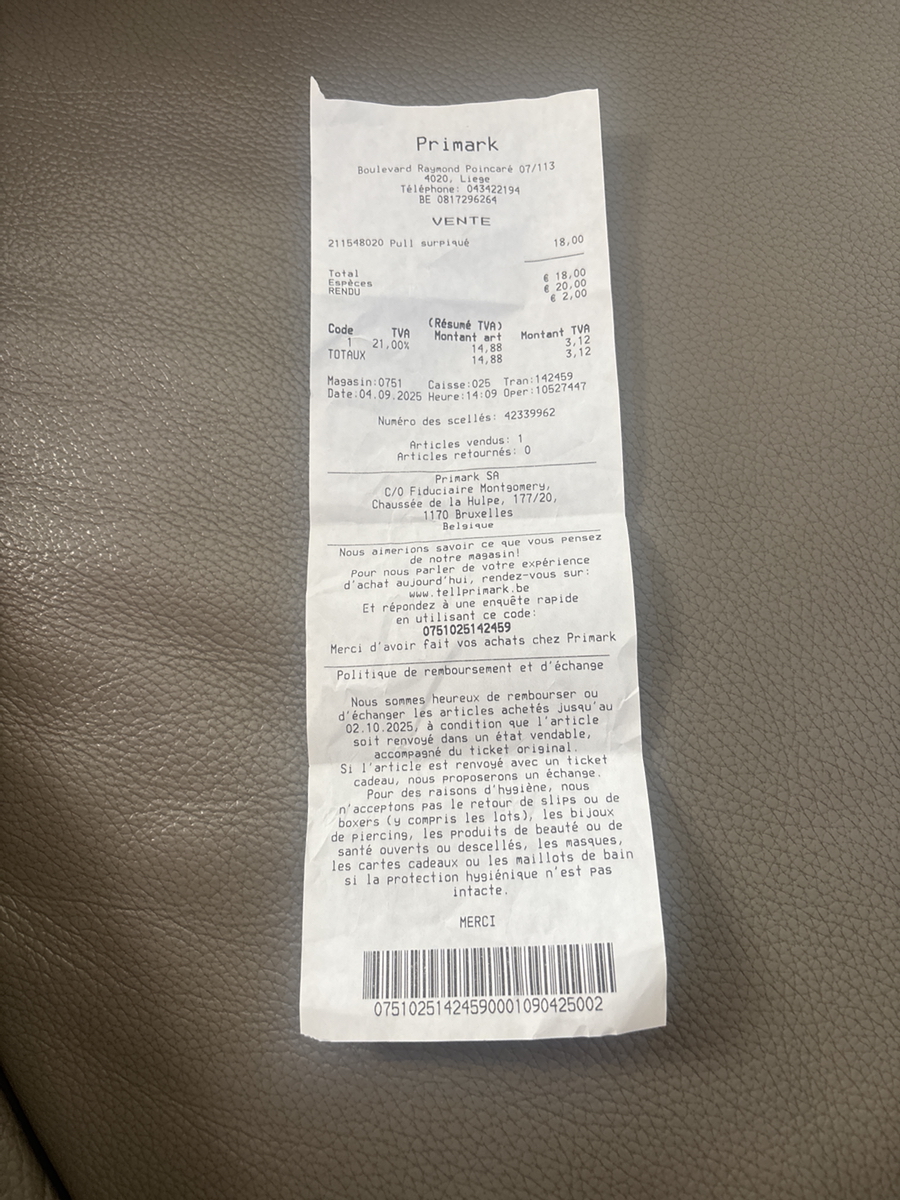 Primark
Boulevard Raymond Poincaré 07/113
4020, Liege
Téléphone: 043422194
BE 0817296264
VENTE
211548020 Pull surpiqué 18,00
Total € 18,00
Espèces € 20,00
RENDU € 2,00
(Résumé TVA)
Code TVA Montant art Montant TVA
1 21,00% 14,88 3,12
TOTAUX 14,88 3,12
Magasin:0751 Caisse:025 Tran:142459
Date:04.09.2025 Heure:14:09 Oper:10527447
Numéro des scellés: 42339962
Articles vendus: 1
Articles retournés: 0
Primark SA
C/O Fiduciaire Montgomery,
Chaussée de la Hulpe, 177/20,
1170 Bruxelles
Belgique
Nous aimerions savoir ce que vous pensez
de notre magasin!
Pour nous parler de votre expérience
d'achat aujourd'hui, rendez-vous sur:
www.tellprimark.be
Et répondez à une enquête rapide
en utilisant ce code:
0751025142459
Merci d'avoir fait vos achats chez Primark
Politique de remboursement et d'échange
Nous sommes heureux de rembourser ou
d'échanger les articles achetés jusqu'au
02.10.2025, à condition que l'article
soit renvoyé dans un état vendable,
accompagné du ticket original.
Si l'article est renvoyé avec un ticket
cadeau, nous proposerons un échange.
Pour des raisons d'hygiène, nous
n'acceptons pas le retour de slips ou de
boxers (y compris les lots), les bijoux
de piercing, les produits de beauté ou de
santé ouverts ou descellés, les masques,
les cartes cadeaux ou les maillots de bain
si la protection hygiénique n'est pas
intacte.
MERCI
07510251424590001090425002